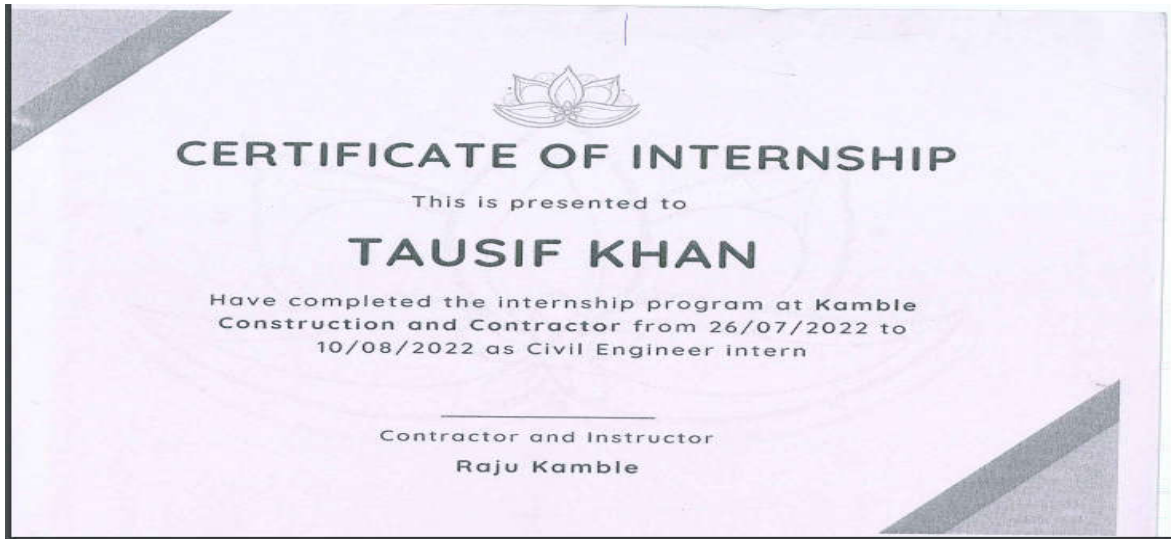 CERTIFICATE OF INTERNSHIP
This is presented to
TAUSIF KHAN
Have completed the internship program at Kamble
Construction and Contractor from 26/07/2022 to
10/08/2022 as Civil Engineer intern
Contractor and Instructor
Raju Kamble